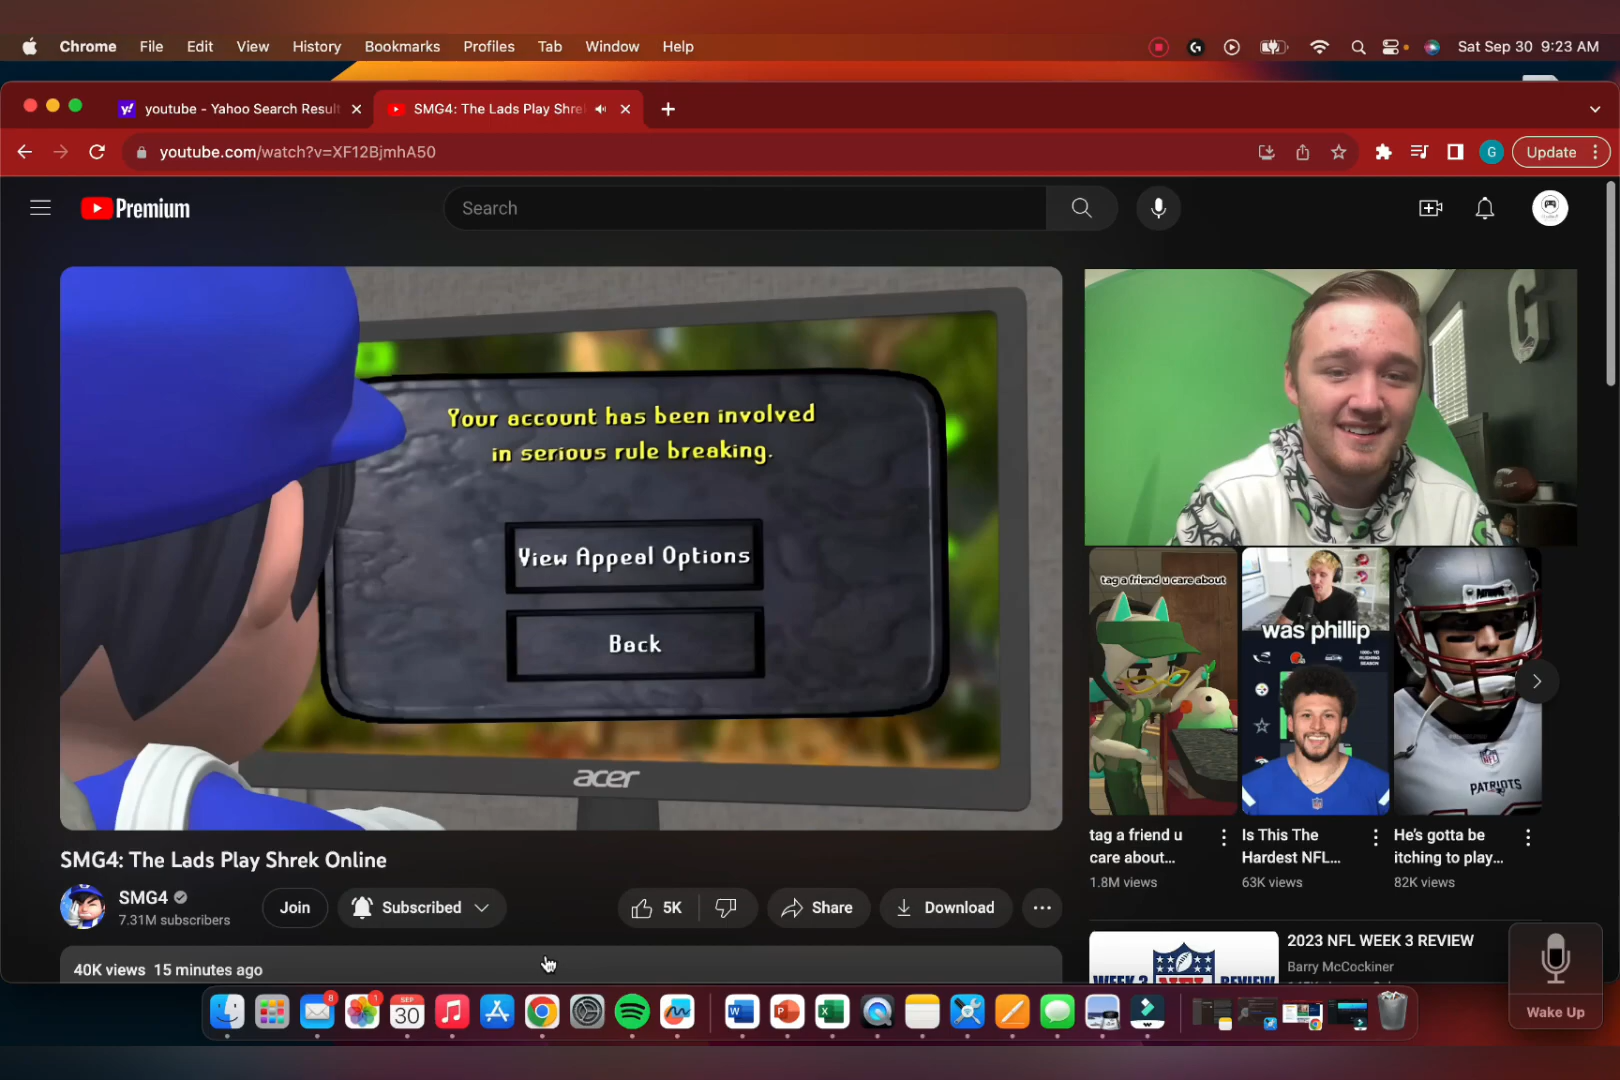 Chrome File Edit View History Bookmarks Profiles Tab Window Help
Sat Sep 30 9:23 AM
youtube - Yahoo Search Result
SMG4: The Lads Play Shre
youtube.com/watch?v=XF12BjmhA50
G
Update
Premium
Search
Your account has been involved
in serious rule breaking.
View Appeal Options
Back
acer
G
tag a friend u care about
was phillip
PATRIOTS
SMG4: The Lads Play Shrek Online
SMG4
7.31M subscribers
Join
Subscribed
5K
Share
Download
tag a friend u
care about...
1.8M views
Is This The
Hardest NFL...
63K views
He's gotta be
itching to play...
82K views
40K views 15 minutes ago
2023 NFL WEEK 3 REVIEW
Barry McCockiner
8
1
SEP
30
Wake Up